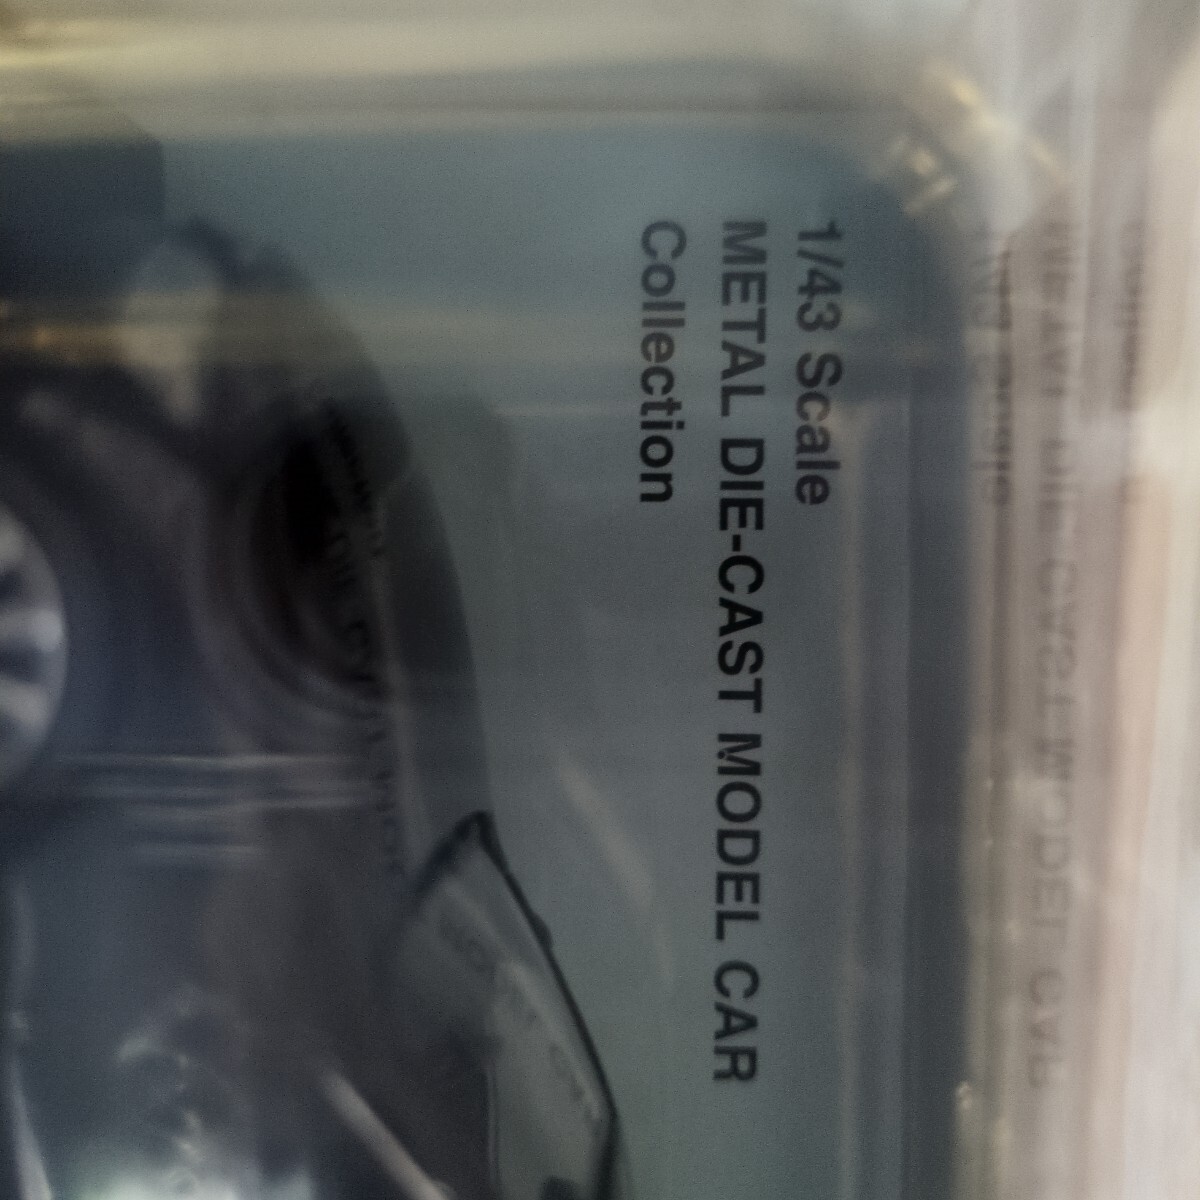 1/43 Scale
METAL DIE-CAST MODEL CAR
Collection